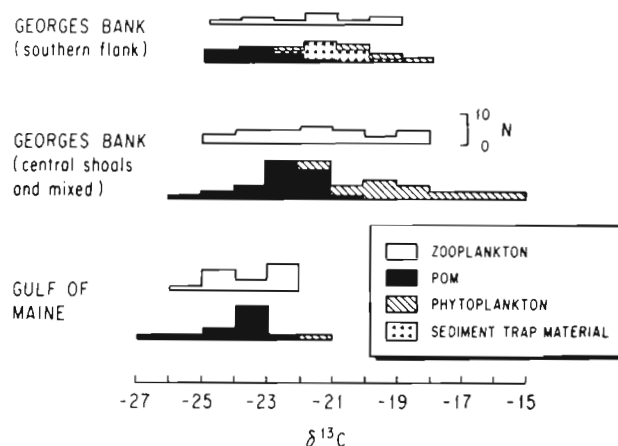 GEORGES BANK
(southern flank)
GEORGES BANK
(central shoals
and mixed)
10
N
0
GULF OF
MAINE
ZOOPLANKTON
POM
PHYTOPLANKTON
SEDIMENT TRAP MATERIAL
-27 -25 -23 -21 -19 -17 -15
δ¹³C